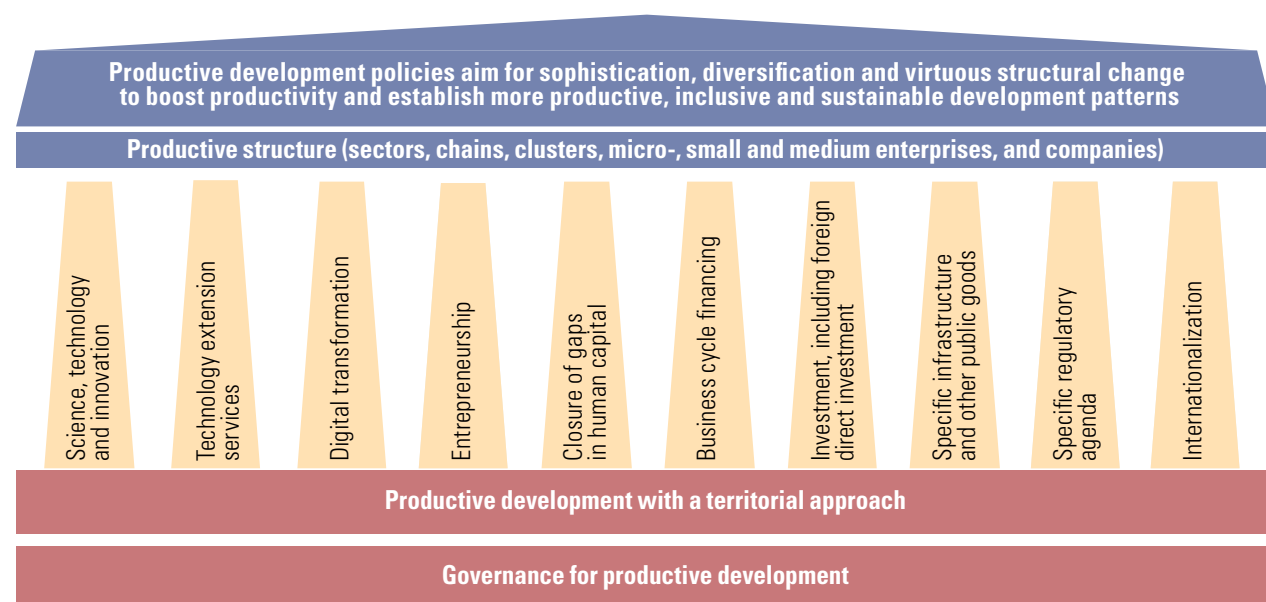 Productive development policies aim for sophistication, diversification and virtuous structural change
to boost productivity and establish more productive, inclusive and sustainable development patterns
Productive structure (sectors, chains, clusters, micro-, small and medium enterprises, and companies)
Science, technology
and innovation
Technology extension
services
Digital transformation
Entrepreneurship
Closure of gaps
in human capital
Business cycle financing
Investment, including foreign
direct investment
Specific infrastructure
and other public goods
Specific regulatory
agenda
Internationalization
Productive development with a territorial approach
Governance for productive development